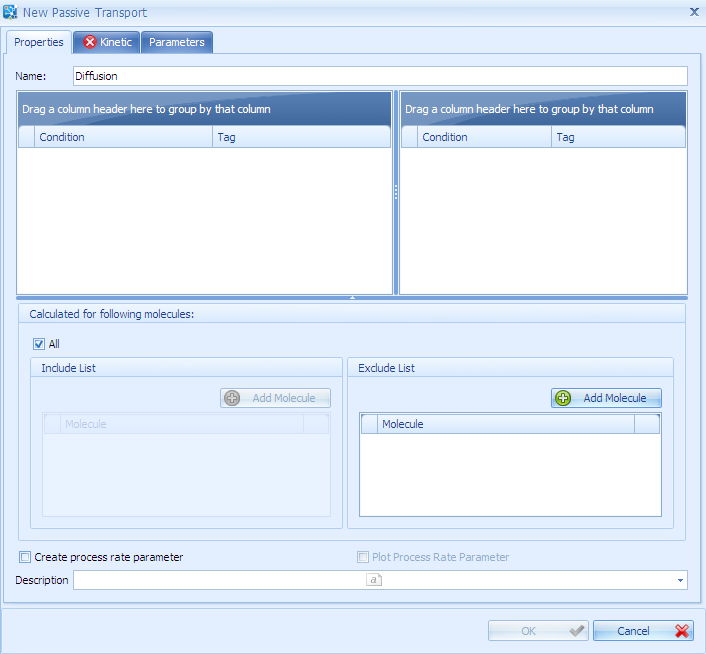 New Passive Transport
Properties Kinetic Parameters
Name: Diffusion
Drag a column header here to group by that column Drag a column header here to group by that column
Condition Tag Condition Tag
Calculated for following molecules:
All
Include List Exclude List
Add Molecule Add Molecule
Molecule Molecule
Create process rate parameter Plot Process Rate Parameter
Description a
OK Cancel